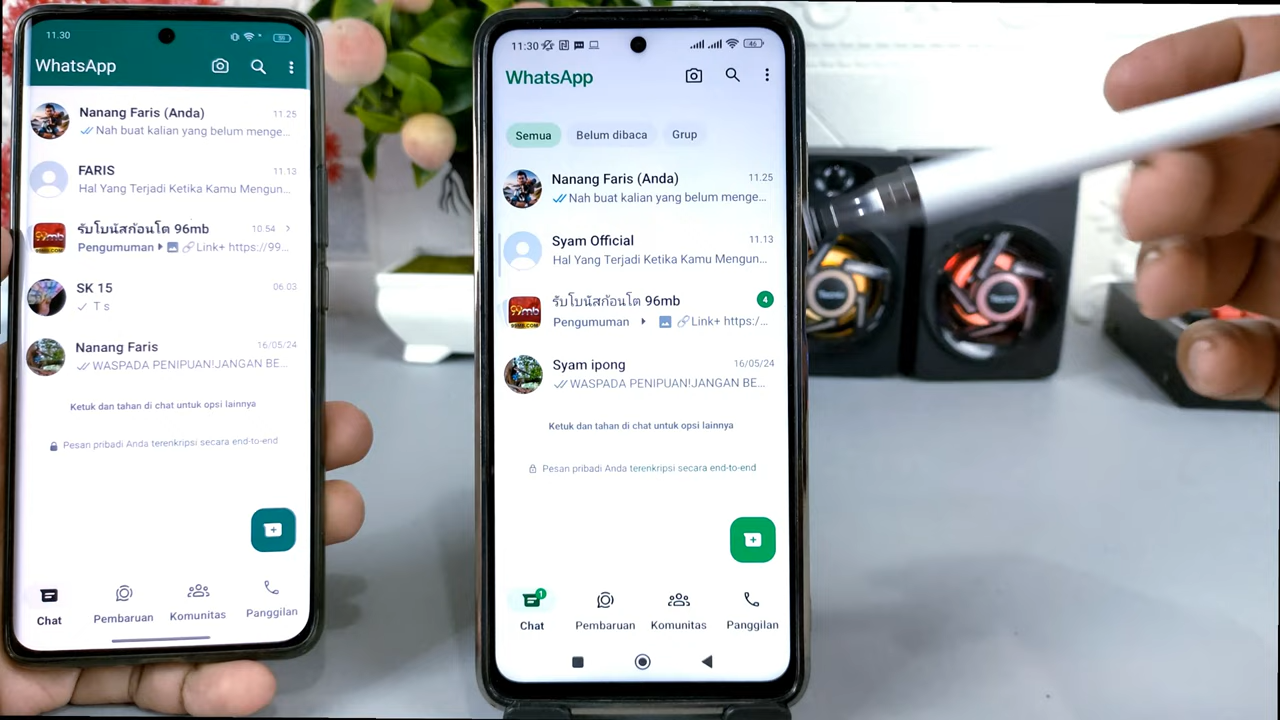 11.30
WhatsApp
Nanang Faris (Anda)
11.25
Nah buat kalian yang belum menge...
FARIS
11.13
Hal Yang Terjadi Ketika Kamu Mengun...
รับโบนัสก้อนโต 96mb
10.54
Pengumuman
Link+ https://99...
SK 15
06.03
T s
Nanang Faris
16/05/24
WASPADA PENIPUAN!JANGAN BE...
Ketuk dan tahan di chat untuk opsi lainnya
Pesan pribadi Anda terenkripsi secara end-to-end
Chat
Pembaruan
Komunitas
Panggilan
11:30
46
WhatsApp
Semua
Belum dibaca
Grup
Nanang Faris (Anda)
11.25
Nah buat kalian yang belum menge...
Syam Official
11.13
Hal Yang Terjadi Ketika Kamu Mengun...
99mb
รับโบนัสก้อนโต 96mb
4
Pengumuman
Link+ https:/...
Syam ipong
16/05/24
WASPADA PENIPUAN!JANGAN BE...
Ketuk dan tahan di chat untuk opsi lainnya
Pesan pribadi Anda terenkripsi secara end-to-end
1
Chat
Pembaruan
Komunitas
Panggilan